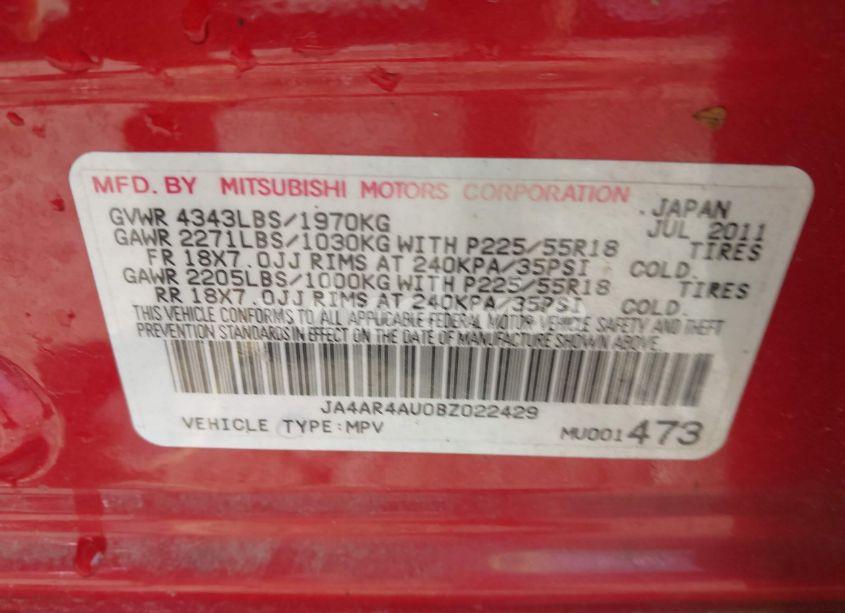 MFD. BY MITSUBISHI MOTORS CORPORATION, JAPAN
GVWR 4343LBS/1970KG JUL 2011
GAWR 2271LBS/1030KG WITH P225/55R18 TIRES
FR 18X7.0JJ RIMS AT 240KPA/35PSI COLD.
GAWR 2205LBS/1000KG WITH P225/55R18 TIRES
RR 18X7.0JJ RIMS AT 240KPA/35PSI COLD.
THIS VEHICLE CONFORMS TO ALL APPLICABLE FEDERAL MOTOR VEHICLE SAFETY AND THEFT
PREVENTION STANDARDS IN EFFECT ON THE DATE OF MANUFACTURE SHOWN ABOVE.
JA4AR4AU0BZ022429
VEHICLE TYPE:MPV MU001473